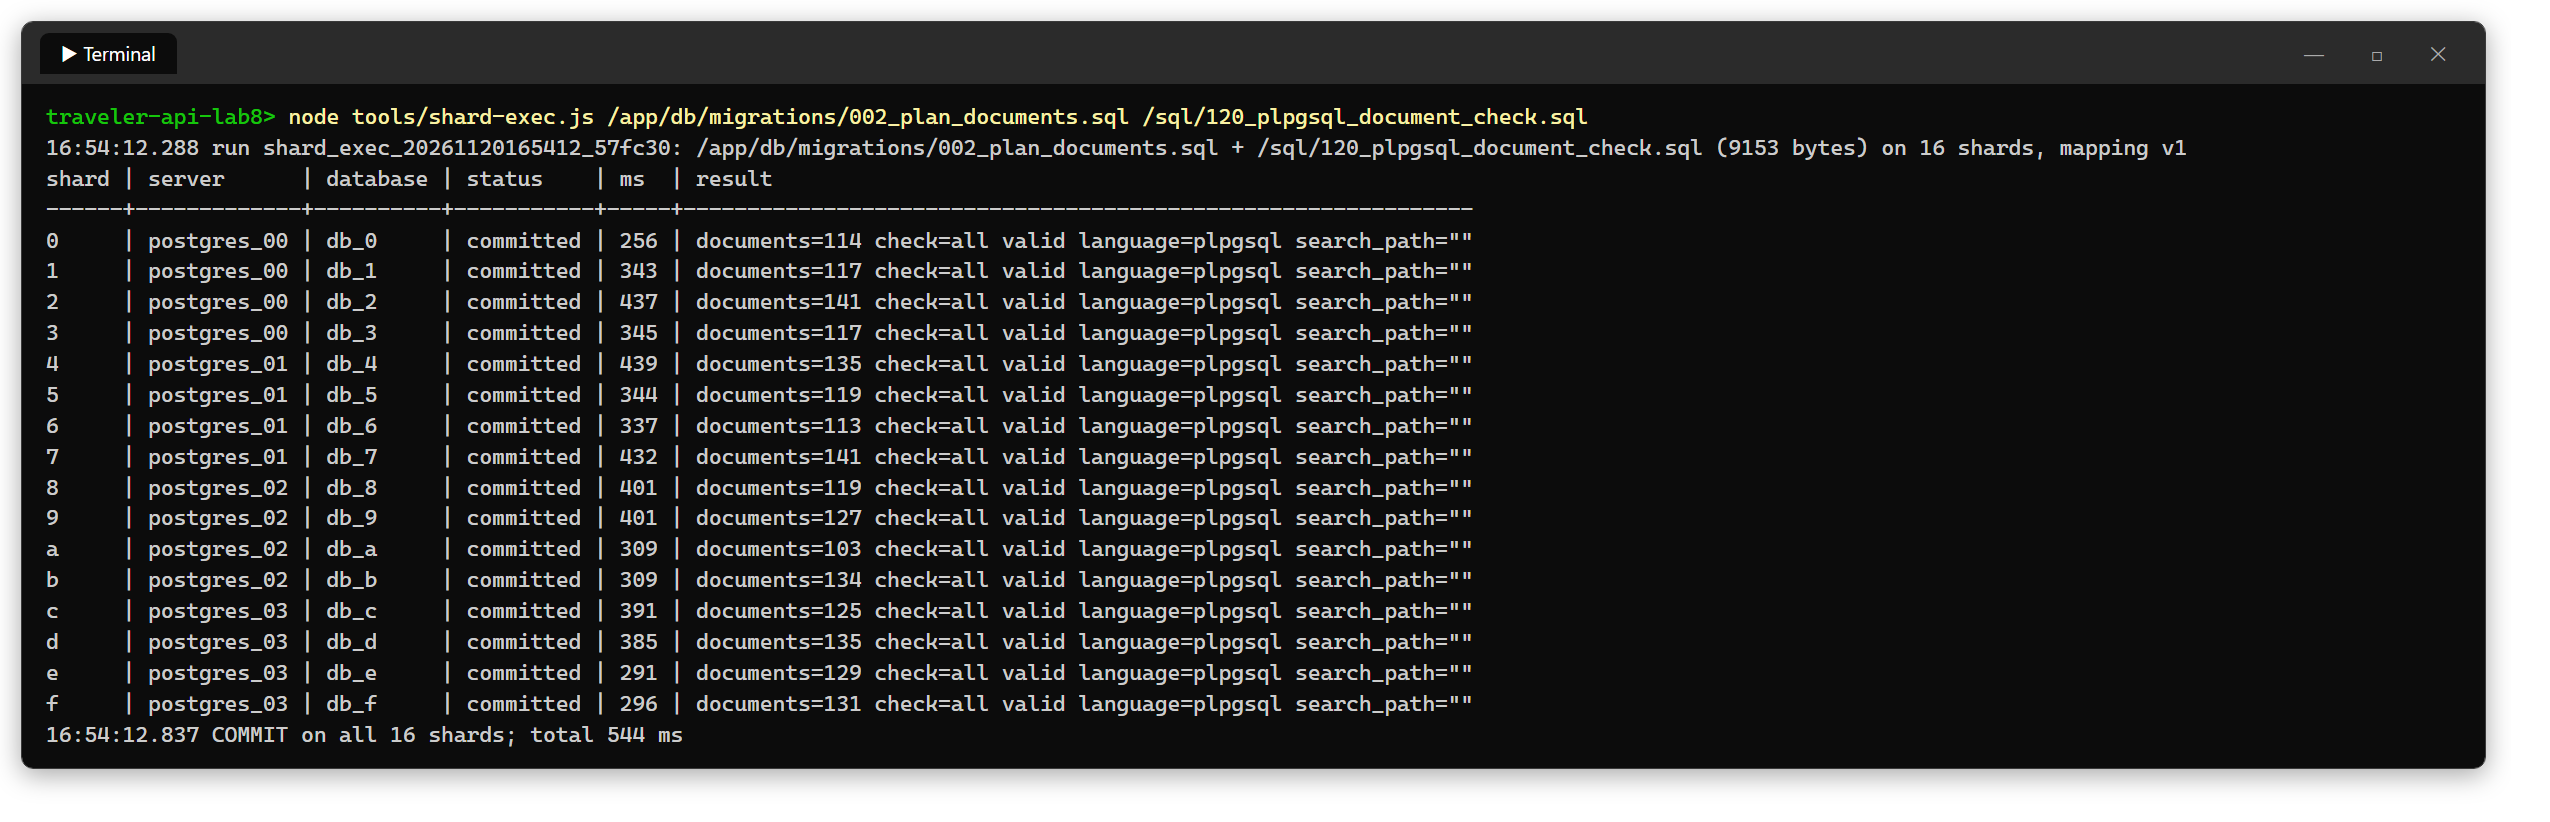 ▶ Terminal
traveler-api-lab8> node tools/shard-exec.js /app/db/migrations/002_plan_documents.sql /sql/120_plpgsql_document_check.sql
16:54:12.288 run shard_exec_20261120165412_57fc30: /app/db/migrations/002_plan_documents.sql + /sql/120_plpgsql_document_check.sql (9153 bytes) on 16 shards, mapping v1
shard | server      | database | status    | ms  | result
------+-------------+----------+-----------+-----+--------------------------------------------------------------
0     | postgres_00 | db_0     | committed | 256 | documents=114 check=all valid language=plpgsql search_path=""
1     | postgres_00 | db_1     | committed | 343 | documents=117 check=all valid language=plpgsql search_path=""
2     | postgres_00 | db_2     | committed | 437 | documents=141 check=all valid language=plpgsql search_path=""
3     | postgres_00 | db_3     | committed | 345 | documents=117 check=all valid language=plpgsql search_path=""
4     | postgres_01 | db_4     | committed | 439 | documents=135 check=all valid language=plpgsql search_path=""
5     | postgres_01 | db_5     | committed | 344 | documents=119 check=all valid language=plpgsql search_path=""
6     | postgres_01 | db_6     | committed | 337 | documents=113 check=all valid language=plpgsql search_path=""
7     | postgres_01 | db_7     | committed | 432 | documents=141 check=all valid language=plpgsql search_path=""
8     | postgres_02 | db_8     | committed | 401 | documents=119 check=all valid language=plpgsql search_path=""
9     | postgres_02 | db_9     | committed | 401 | documents=127 check=all valid language=plpgsql search_path=""
a     | postgres_02 | db_a     | committed | 309 | documents=103 check=all valid language=plpgsql search_path=""
b     | postgres_02 | db_b     | committed | 309 | documents=134 check=all valid language=plpgsql search_path=""
c     | postgres_03 | db_c     | committed | 391 | documents=125 check=all valid language=plpgsql search_path=""
d     | postgres_03 | db_d     | committed | 385 | documents=135 check=all valid language=plpgsql search_path=""
e     | postgres_03 | db_e     | committed | 291 | documents=129 check=all valid language=plpgsql search_path=""
f     | postgres_03 | db_f     | committed | 296 | documents=131 check=all valid language=plpgsql search_path=""
16:54:12.837 COMMIT on all 16 shards; total 544 ms